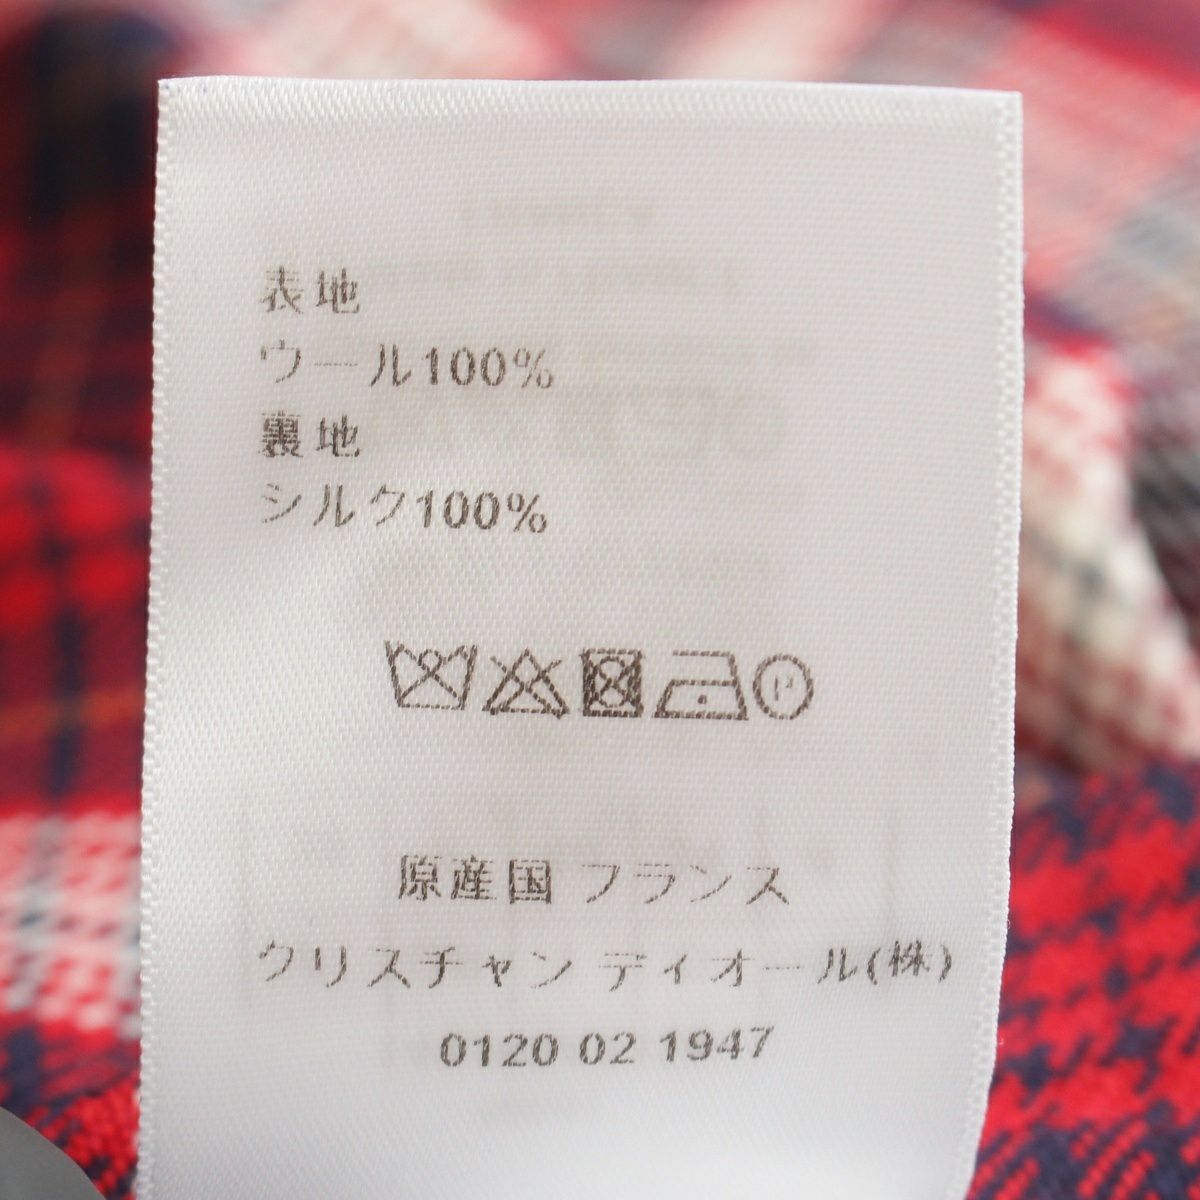 表地
ウール100%
裏地
シルク100%
P
原産国 フランス
クリスチャン ディオール(株)
0120 02 1947